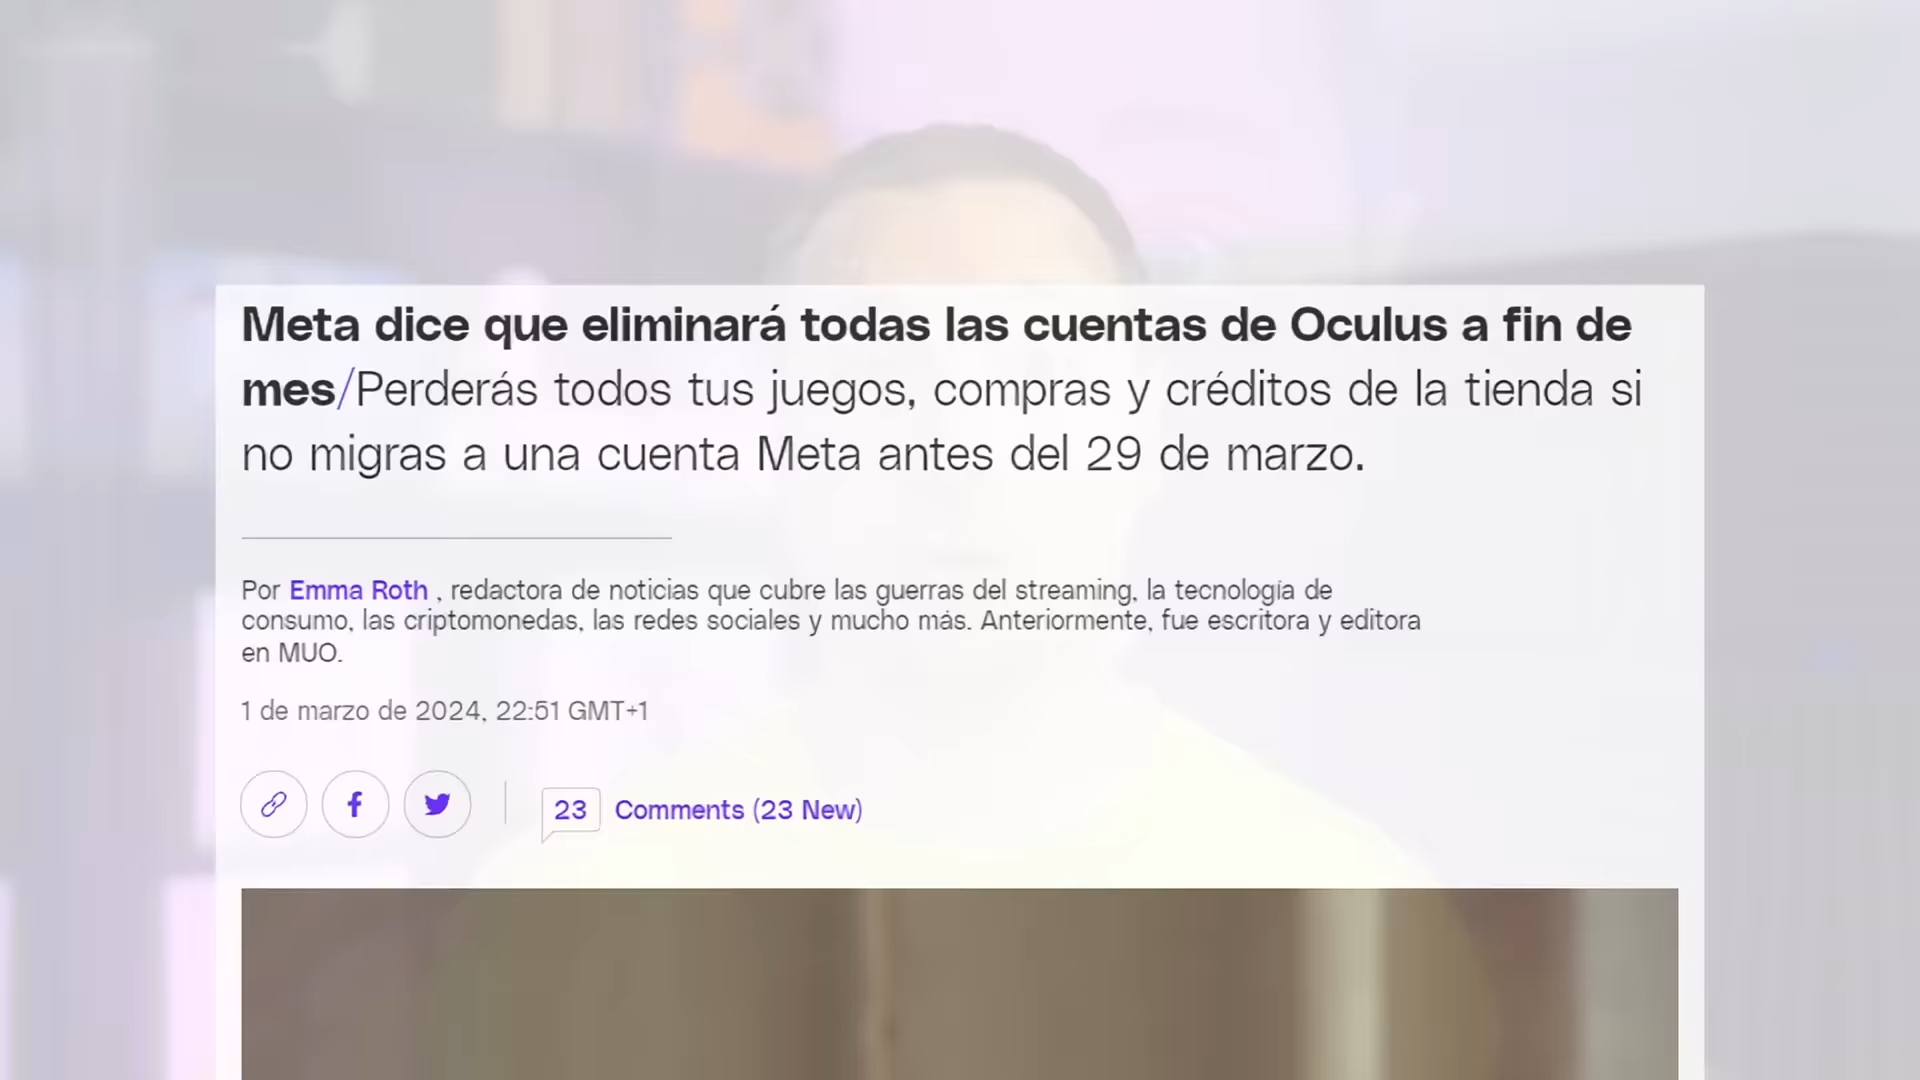 Meta dice que eliminará todas las cuentas de Oculus a fin de
mes/Perderás todos tus juegos, compras y créditos de la tienda si
no migras a una cuenta Meta antes del 29 de marzo.
Por Emma Roth , redactora de noticias que cubre las guerras del streaming, la tecnología de
consumo, las criptomonedas, las redes sociales y mucho más. Anteriormente, fue escritora y editora
en MUO.
1 de marzo de 2024, 22:51 GMT+1
23 Comments (23 New)